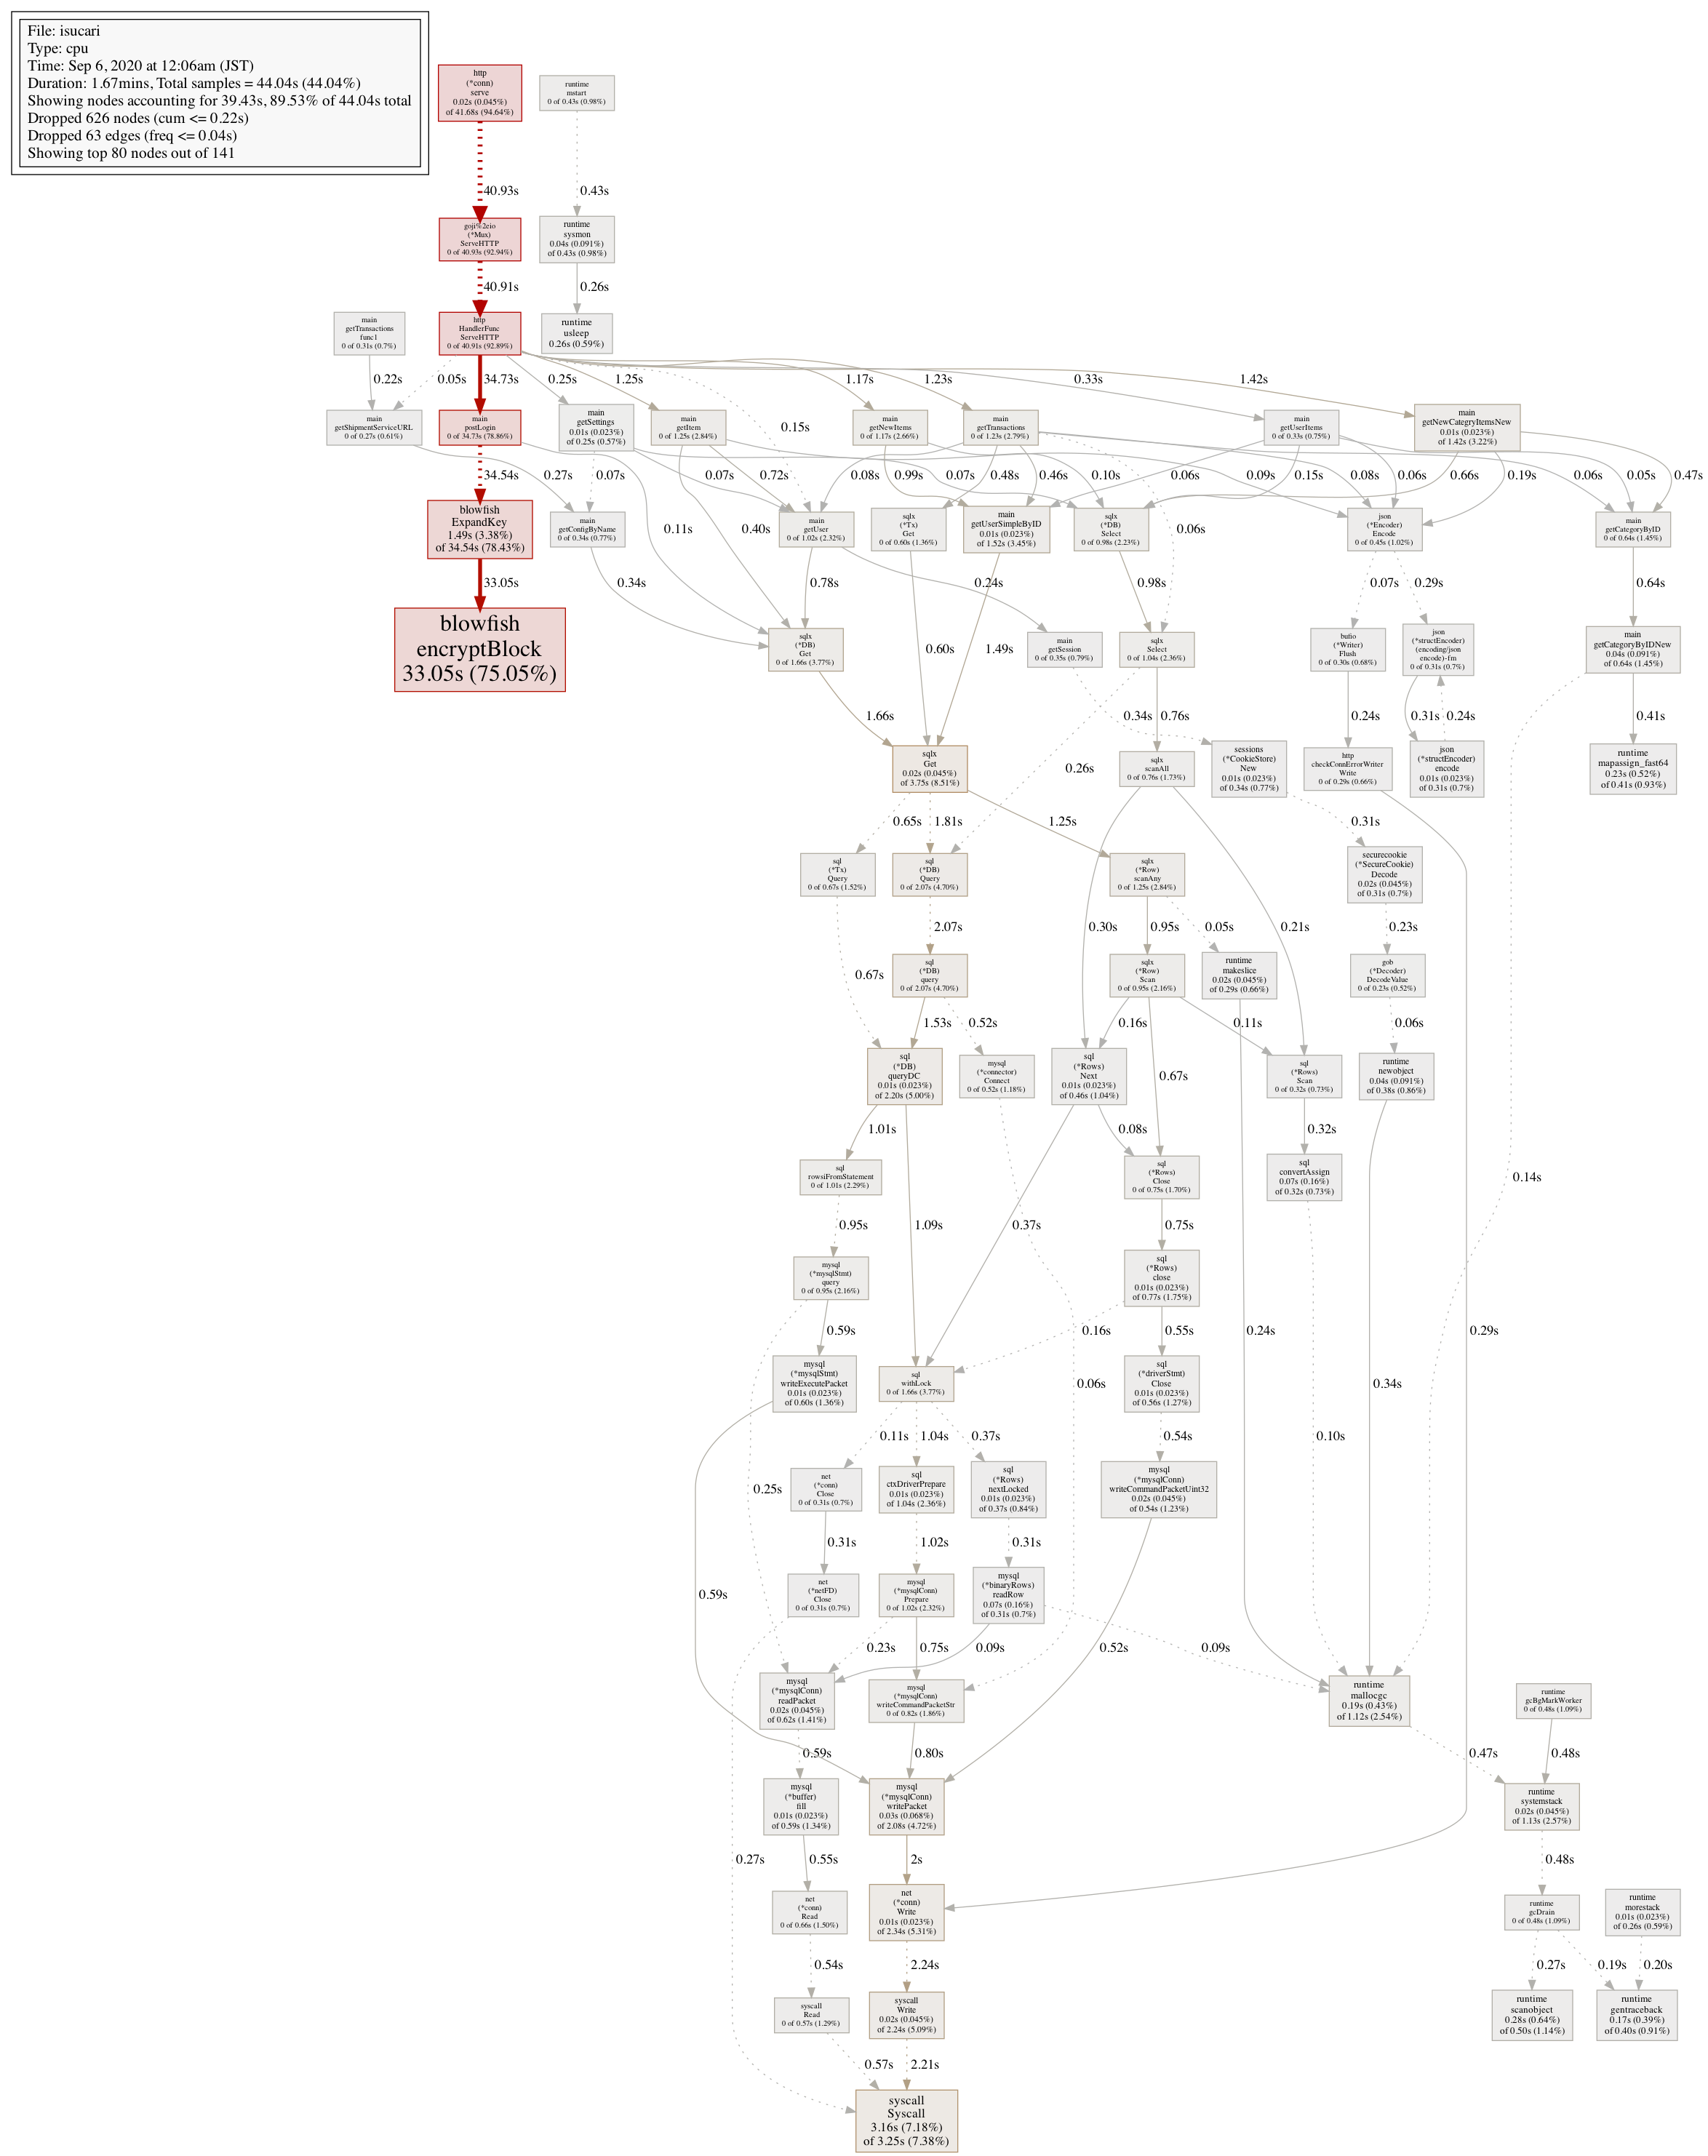 File: isucari
Type: cpu
Time: Sep 6, 2020 at 12:06am (JST)
Duration: 1.67mins, Total samples = 44.04s (44.04%)
Showing nodes accounting for 39.43s, 89.53% of 44.04s total
Dropped 626 nodes (cum <= 0.22s)
Dropped 63 edges (freq <= 0.04s)
Showing top 80 nodes out of 141
http
(*conn)
serve
0.02s (0.045%)
of 41.68s (94.64%)
runtime
mstart
0 of 0.43s (0.98%)
40.93s
0.43s
goji%2eio
(*Mux)
ServeHTTP
0 of 40.93s (92.94%)
runtime
sysmon
0.04s (0.091%)
of 0.43s (0.98%)
40.91s
0.26s
main
getTransactions
func1
0 of 0.31s (0.7%)
http
HandlerFunc
ServeHTTP
0 of 40.91s (92.89%)
runtime
usleep
0.26s (0.59%)
0.22s
0.05s
34.73s
0.25s
1.25s
0.15s
1.17s
1.23s
0.33s
1.42s
main
getShipmentServiceURL
0 of 0.27s (0.61%)
main
postLogin
0 of 34.73s (78.86%)
main
getSettings
0.01s (0.023%)
of 0.25s (0.57%)
main
getItem
0 of 1.25s (2.84%)
main
getNewItems
0 of 1.17s (2.66%)
main
getTransactions
0 of 1.23s (2.79%)
main
getUserItems
0 of 0.33s (0.75%)
main
getNewCategryItemsNew
0.01s (0.023%)
of 1.42s (3.22%)
34.54s
0.27s
0.07s
0.11s
0.07s
0.40s
0.72s
0.08s
0.99s
0.07s
0.48s
0.46s
0.10s
0.06s
0.06s
0.09s
0.15s
0.08s
0.06s
0.66s
0.19s
0.06s
0.05s
0.47s
blowfish
ExpandKey
1.49s (3.38%)
of 34.54s (78.43%)
main
getConfigByName
0 of 0.34s (0.77%)
main
getUser
0 of 1.02s (2.32%)
sqlx
(*Tx)
Get
0 of 0.60s (1.36%)
main
getUserSimpleByID
0.01s (0.023%)
of 1.52s (3.45%)
sqlx
(*DB)
Select
0 of 0.98s (2.23%)
json
(*Encoder)
Encode
0 of 0.45s (1.02%)
main
getCategoryByID
0 of 0.64s (1.45%)
33.05s
0.34s
0.78s
0.24s
0.98s
0.07s
0.29s
0.64s
blowfish
encryptBlock
33.05s (75.05%)
sqlx
(*DB)
Get
0 of 1.66s (3.77%)
0.60s
1.49s
main
getSession
0 of 0.35s (0.79%)
sqlx
Select
0 of 1.04s (2.36%)
bufio
(*Writer)
Flush
0 of 0.30s (0.68%)
json
(*structEncoder)
(encoding/json
encode)-fm
0 of 0.31s (0.7%)
main
getCategoryByIDNew
0.04s (0.091%)
of 0.64s (1.45%)
1.66s
0.34s
0.76s
0.26s
0.24s
0.31s
0.24s
0.41s
sqlx
Get
0.02s (0.045%)
of 3.75s (8.51%)
sqlx
scanAll
0 of 0.76s (1.73%)
sessions
(*CookieStore)
New
0.01s (0.023%)
of 0.34s (0.77%)
http
checkConnErrorWriter
Write
0 of 0.29s (0.66%)
json
(*structEncoder)
encode
0.01s (0.023%)
of 0.31s (0.7%)
runtime
mapassign_fast64
0.23s (0.52%)
of 0.41s (0.93%)
0.65s
1.81s
1.25s
0.31s
sql
(*Tx)
Query
0 of 0.67s (1.52%)
sql
(*DB)
Query
0 of 2.07s (4.70%)
sqlx
(*Row)
scanAny
0 of 1.25s (2.84%)
securecookie
(*SecureCookie)
Decode
0.02s (0.045%)
of 0.31s (0.7%)
2.07s
0.30s
0.95s
0.05s
0.21s
0.23s
0.67s
sql
(*DB)
query
0 of 2.07s (4.70%)
sqlx
(*Row)
Scan
0 of 0.95s (2.16%)
runtime
makeslice
0.02s (0.045%)
of 0.29s (0.66%)
gob
(*Decoder)
DecodeValue
0 of 0.23s (0.52%)
1.53s
0.52s
0.16s
0.11s
0.06s
0.67s
sql
(*DB)
queryDC
0.01s (0.023%)
of 2.20s (5.00%)
mysql
(*connector)
Connect
0 of 0.52s (1.18%)
sql
(*Rows)
Next
0.01s (0.023%)
of 0.46s (1.04%)
sql
(*Rows)
Scan
0 of 0.32s (0.73%)
runtime
newobject
0.04s (0.091%)
of 0.38s (0.86%)
1.01s
0.08s
0.32s
sql
rowsiFromStatement
0 of 1.01s (2.29%)
sql
(*Rows)
Close
0 of 0.75s (1.70%)
sql
convertAssign
0.07s (0.16%)
of 0.32s (0.73%)
0.14s
0.95s
1.09s
0.37s
0.75s
mysql
(*mysqlStmt)
query
0 of 0.95s (2.16%)
sql
(*Rows)
close
0.01s (0.023%)
of 0.77s (1.75%)
0.59s
0.16s
0.55s
0.24s
0.29s
mysql
(*mysqlStmt)
writeExecutePacket
0.01s (0.023%)
of 0.60s (1.36%)
sql
withLock
0 of 1.66s (3.77%)
0.06s
sql
(*driverStmt)
Close
0.01s (0.023%)
of 0.56s (1.27%)
0.34s
0.11s
1.04s
0.37s
0.54s
0.10s
0.25s
net
(*conn)
Close
0 of 0.31s (0.7%)
sql
ctxDriverPrepare
0.01s (0.023%)
of 1.04s (2.36%)
sql
(*Rows)
nextLocked
0.01s (0.023%)
of 0.37s (0.84%)
mysql
(*mysqlConn)
writeCommandPacketUint32
0.02s (0.045%)
of 0.54s (1.23%)
0.31s
1.02s
0.31s
0.59s
net
(*netFD)
Close
0 of 0.31s (0.7%)
mysql
(*mysqlConn)
Prepare
0 of 1.02s (2.32%)
mysql
(*binaryRows)
readRow
0.07s (0.16%)
of 0.31s (0.7%)
0.23s
0.75s
0.09s
0.52s
0.09s
mysql
(*mysqlConn)
readPacket
0.02s (0.045%)
of 0.62s (1.41%)
mysql
(*mysqlConn)
writeCommandPacketStr
0 of 0.82s (1.86%)
runtime
mallocgc
0.19s (0.43%)
of 1.12s (2.54%)
runtime
gcBgMarkWorker
0 of 0.48s (1.09%)
0.59s
0.80s
0.47s
0.48s
mysql
(*buffer)
fill
0.01s (0.023%)
of 0.59s (1.34%)
mysql
(*mysqlConn)
writePacket
0.03s (0.068%)
of 2.08s (4.72%)
runtime
systemstack
0.02s (0.045%)
of 1.13s (2.57%)
0.27s
0.55s
2s
0.48s
net
(*conn)
Read
0 of 0.66s (1.50%)
net
(*conn)
Write
0.01s (0.023%)
of 2.34s (5.31%)
runtime
gcDrain
0 of 0.48s (1.09%)
runtime
morestack
0.01s (0.023%)
of 0.26s (0.59%)
0.54s
2.24s
0.27s
0.19s
0.20s
syscall
Read
0 of 0.57s (1.29%)
syscall
Write
0.02s (0.045%)
of 2.24s (5.09%)
runtime
scanobject
0.28s (0.64%)
of 0.50s (1.14%)
runtime
gentraceback
0.17s (0.39%)
of 0.40s (0.91%)
0.57s
2.21s
syscall
Syscall
3.16s (7.18%)
of 3.25s (7.38%)